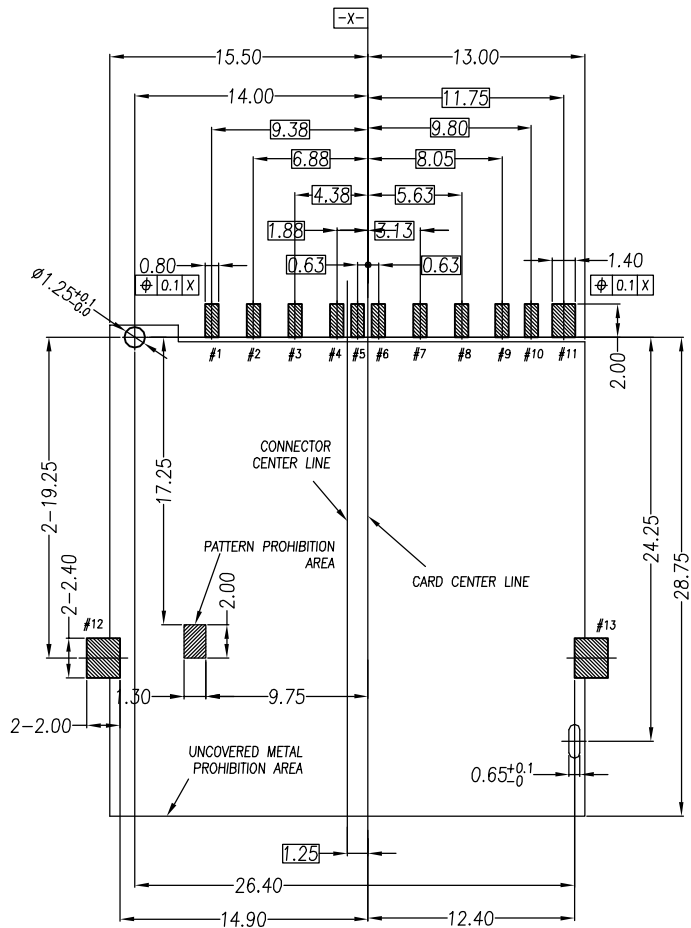 -X-
15.50 13.00
14.00 11.75
9.38 9.80
6.88 8.05
4.38 5.63
1.88 3.13
0.80 0.63 0.63 1.40
⌖ 0.1 X ⌖ 0.1 X
Ø1.25+0.1 -0.0
#1 #2 #3 #4 #5 #6 #7 #8 #9 #10 #11
2.00
CONNECTOR
CENTER LINE
2-19.25
17.25
24.25
28.75
PATTERN PROHIBITION
AREA
CARD CENTER LINE
2-2.40
2.00
#12 #13
1.30 9.75
2-2.00
UNCOVERED METAL
PROHIBITION AREA
0.65+0.1 -0
1.25
26.40
14.90 12.40